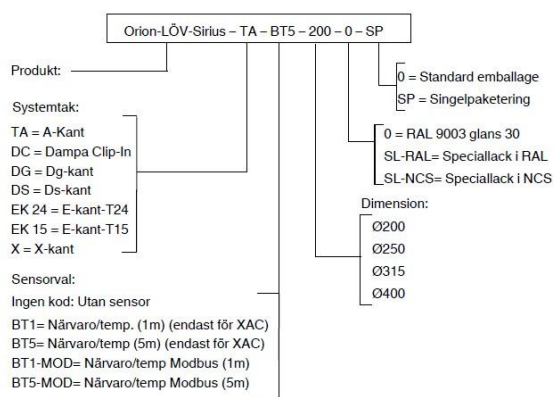 Orion-LÖV-Sirius – TA – BT5 – 200 – 0 – SP
Produkt:
Systemtak:
TA = A-Kant
DC = Dampa Clip-In
DG = Dg-kant
DS = Ds-kant
EK 24 = E-kant-T24
EK 15 = E-kant-T15
X = X-kant
Sensorval:
Ingen kod: Utan sensor
BT1= Närvaro/temp. (1m) (endast för XAC)
BT5= Närvaro/temp (5m) (endast för XAC)
BT1-MOD= Närvaro/temp Modbus (1m)
BT5-MOD= Närvaro/temp Modbus (5m)
0 = Standard emballage
SP = Singelpaketering
0 = RAL 9003 glans 30
SL-RAL= Speciallack i RAL
SL-NCS= Speciallack i NCS
Dimension:
Ø200
Ø250
Ø315
Ø400